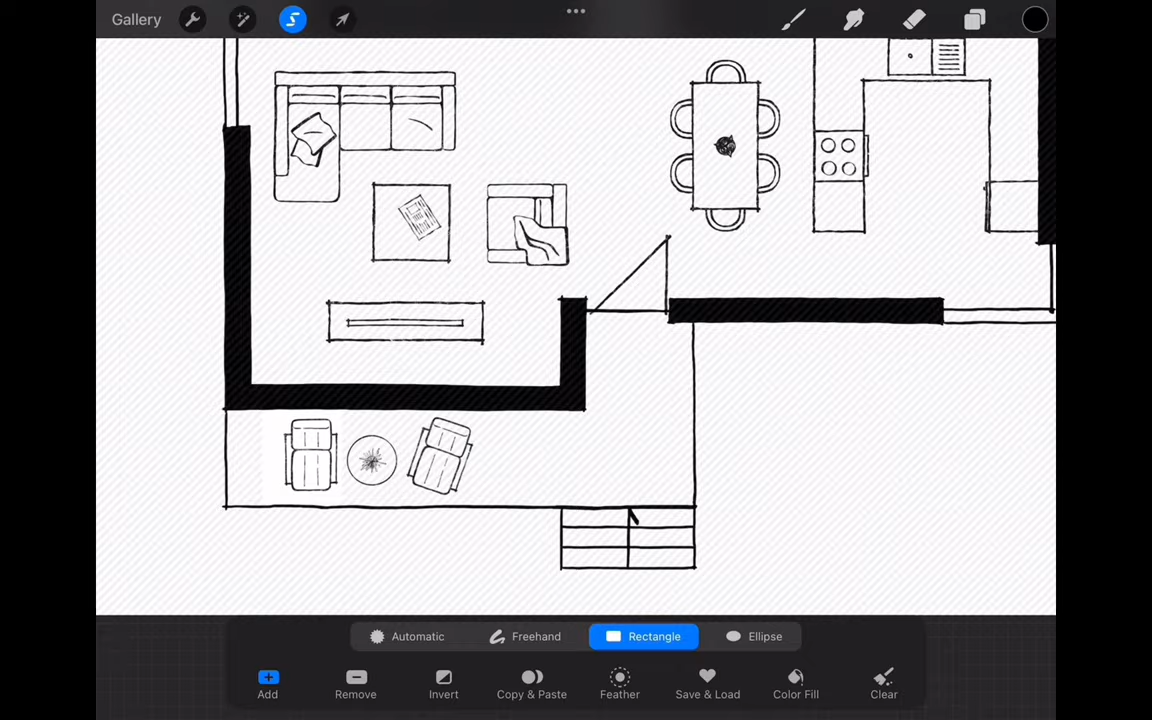 Gallery
Automatic Freehand Rectangle Ellipse
Add Remove Invert Copy & Paste Feather Save & Load Color Fill Clear